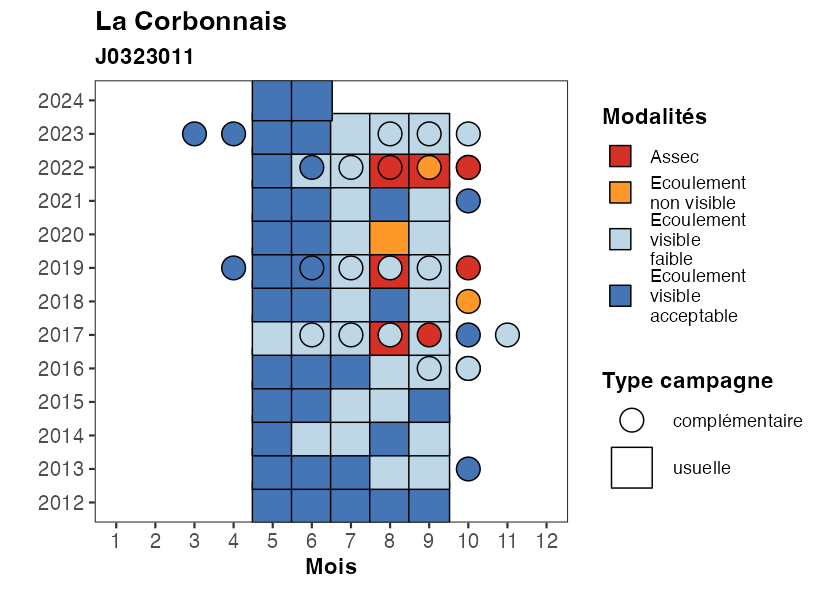 La Corbonnais
J0323011
2024
2023
2022
2021
2020
2019
2018
2017
2016
2015
2014
2013
2012
1 2 3 4 5 6 7 8 9 10 11 12
Mois
Modalités
Assec
Ecoulement
non visible
Ecoulement
visible
faible
Ecoulement
visible
acceptable
Type campagne
complémentaire
usuelle